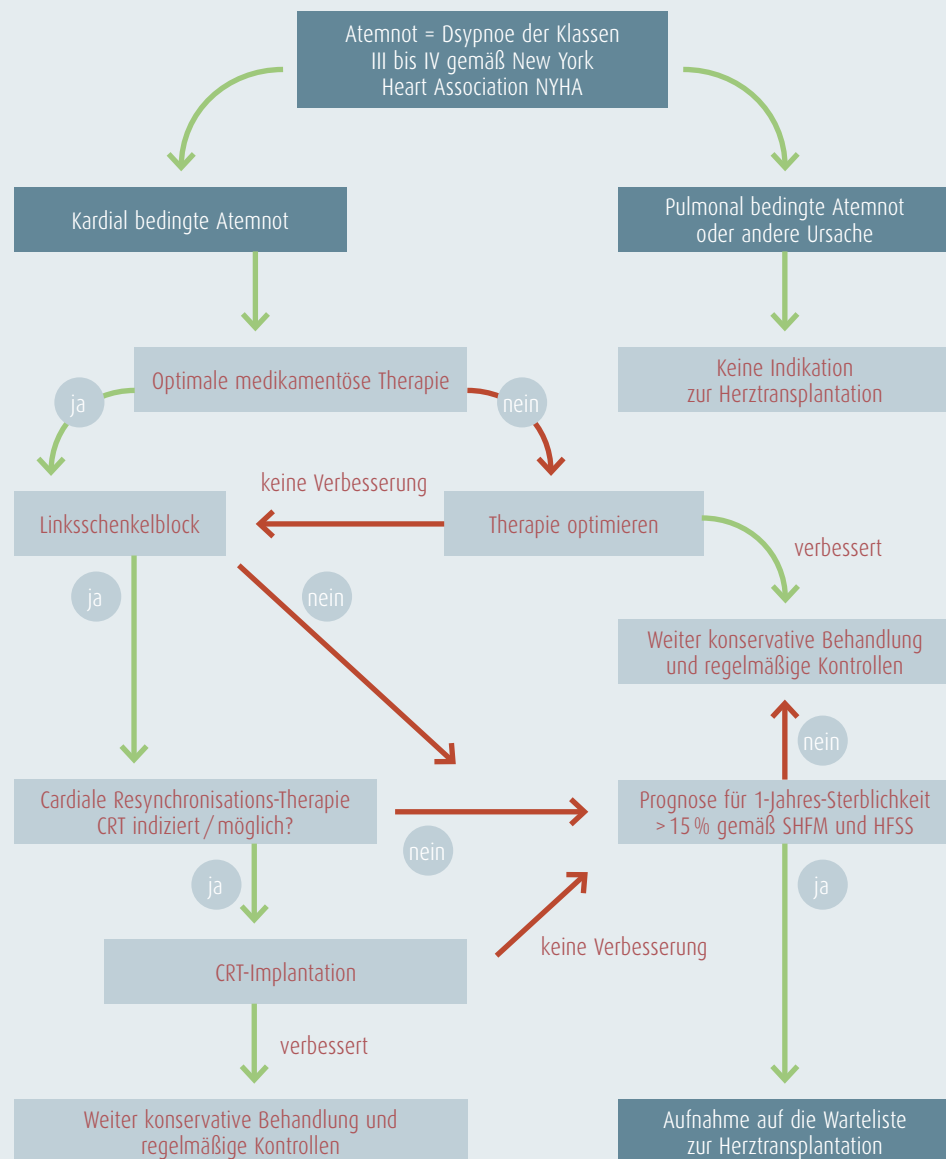 Atemnot = Dsypnoe der Klassen
III bis IV gemäß New York
Heart Association NYHA
Kardial bedingte Atemnot
Pulmonal bedingte Atemnot
oder andere Ursache
Optimale medikamentöse Therapie
Keine Indikation
zur Herztransplantation
ja
nein
keine Verbesserung
Linksschenkelblock
Therapie optimieren
verbessert
ja
nein
Weiter konservative Behandlung
und regelmäßige Kontrollen
nein
Cardiale Resynchronisations-Therapie
CRT indiziert / möglich?
nein
Prognose für 1-Jahres-Sterblichkeit
> 15 % gemäß SHFM und HFSS
ja
ja
keine Verbesserung
CRT-Implantation
verbessert
Weiter konservative Behandlung und
regelmäßige Kontrollen
Aufnahme auf die Warteliste
zur Herztransplantation